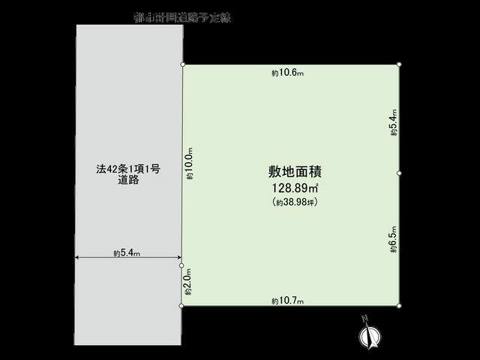 都市計画道路予定線
約10.6m
約5.4m
約10.0m
法42条1項1号
道路
敷地面積
128.89㎡
(約38.98坪)
約5.4m
約6.5m
約2.0m
約10.7m
N